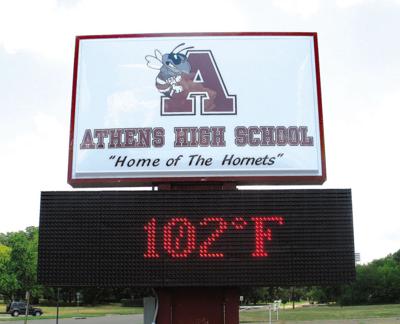 A
ATHENS HIGH SCHOOL
"Home of The Hornets"
102°F